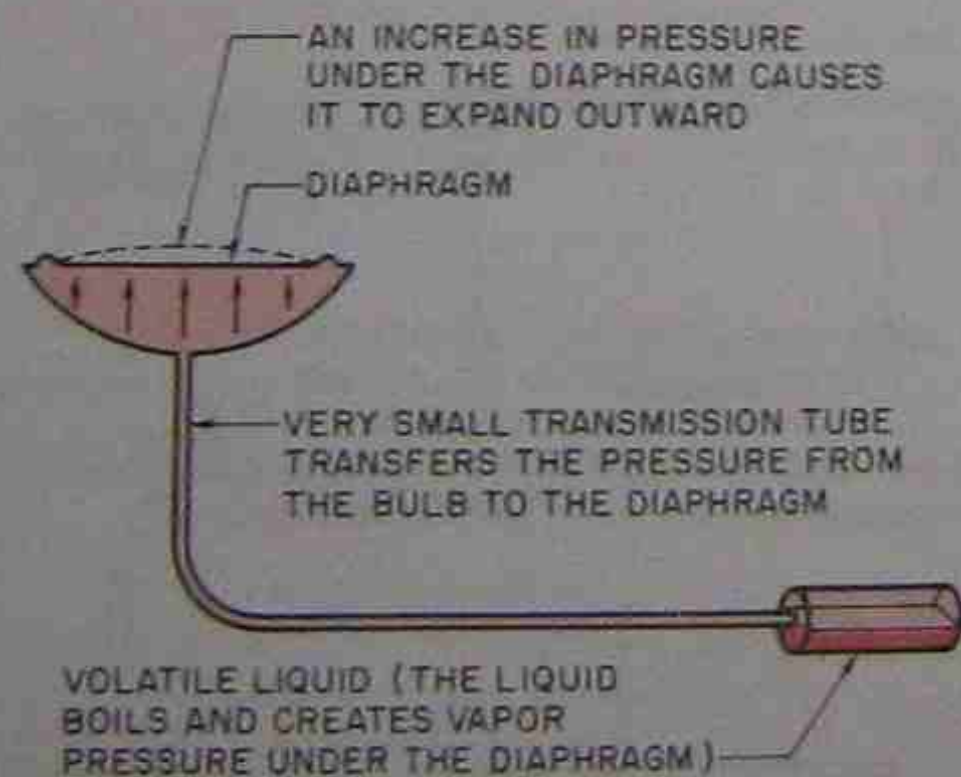 AN INCREASE IN PRESSURE
UNDER THE DIAPHRAGM CAUSES
IT TO EXPAND OUTWARD
DIAPHRAGM
VERY SMALL TRANSMISSION TUBE
TRANSFERS THE PRESSURE FROM
THE BULB TO THE DIAPHRAGM
VOLATILE LIQUID (THE LIQUID
BOILS AND CREATES VAPOR
PRESSURE UNDER THE DIAPHRAGM)